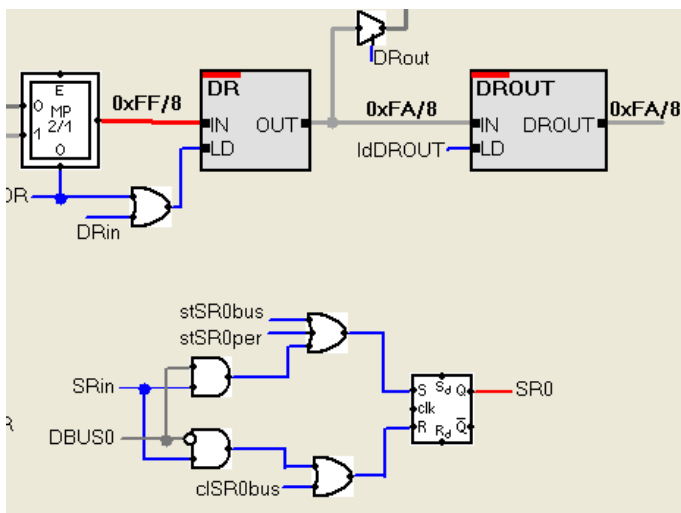 DRout
E
0 MP
2/1
1
0
0xFF/8
DR
IN OUT
LD
0xFA/8
DROUT
IN DROUT
LD
0xFA/8
ldDROUT
DR
DRin
stSR0bus
stSR0per
SRin
DBUS0
clSR0bus
S Sd Q
clk
R Rd Q̅
SR0
R